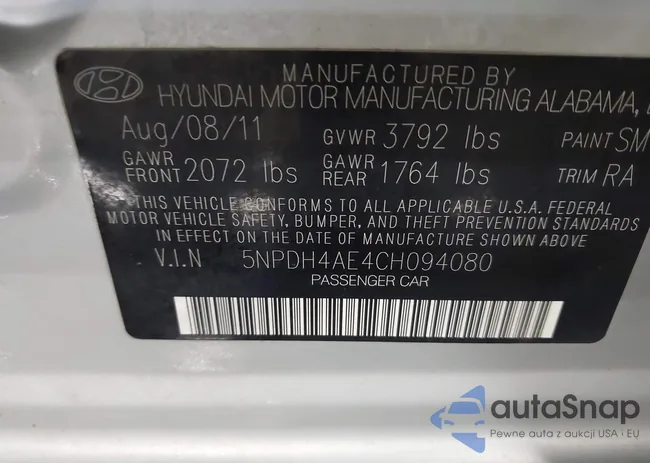 MANUFACTURED BY
HYUNDAI MOTOR MANUFACTURING ALABAMA,
Aug/08/11 GVWR 3792 lbs PAINT SM
GAWR FRONT 2072 lbs GAWR REAR 1764 lbs TRIM RA
THIS VEHICLE CONFORMS TO ALL APPLICABLE U.S.A. FEDERAL
MOTOR VEHICLE SAFETY, BUMPER, AND THEFT PREVENTION STANDARDS
IN EFFECT ON THE DATE OF MANUFACTURE SHOWN ABOVE
V.I.N 5NPDH4AE4CH094080
PASSENGER CAR
autaSnap
Pewne auta z aukcji USA i EU